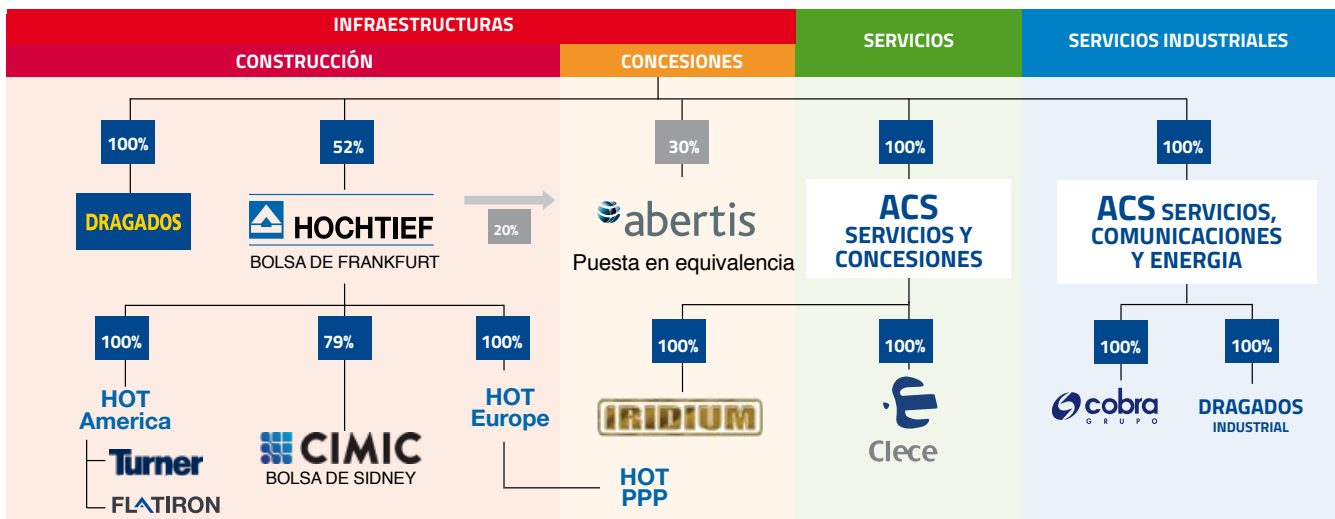 INFRAESTRUCTURAS
SERVICIOS
SERVICIOS INDUSTRIALES
CONSTRUCCIÓN
CONCESIONES
100%
52%
30%
100%
100%
DRAGADOS
HOCHTIEF
BOLSA DE FRANKFURT
20%
abertis
Puesta en equivalencia
ACS
SERVICIOS Y
CONCESIONES
ACS SERVICIOS,
COMUNICACIONES
Y ENERGIA
100%
79%
100%
100%
100%
100%
100%
HOT
America
Turner
FLATIRON
CIMIC
BOLSA DE SIDNEY
HOT
Europe
IRIDIUM
HOT
PPP
Clece
cobra
GRUPO
DRAGADOS
INDUSTRIAL